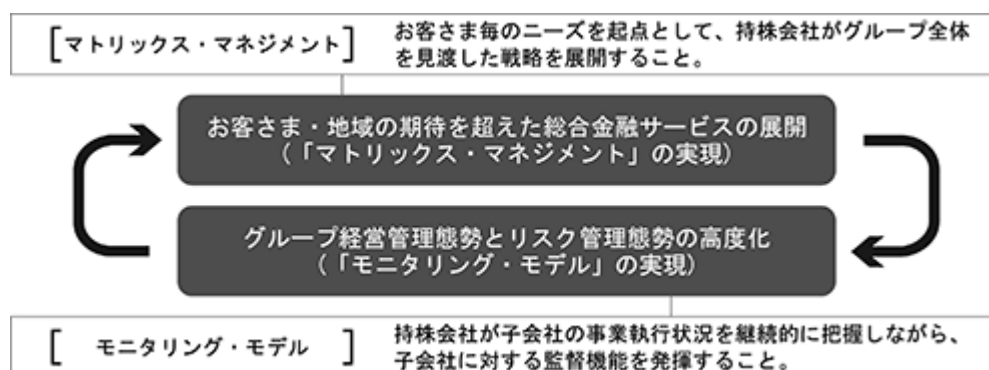 ［マトリックス・マネジメント］
お客さま毎のニーズを起点として、持株会社がグループ全体
を見渡した戦略を展開すること。
お客さま・地域の期待を超えた総合金融サービスの展開
（「マトリックス・マネジメント」の実現）
グループ経営管理態勢とリスク管理態勢の高度化
（「モニタリング・モデル」の実現）
［ モニタリング・モデル ］
持株会社が子会社の事業執行状況を継続的に把握しながら、
子会社に対する監督機能を発揮すること。